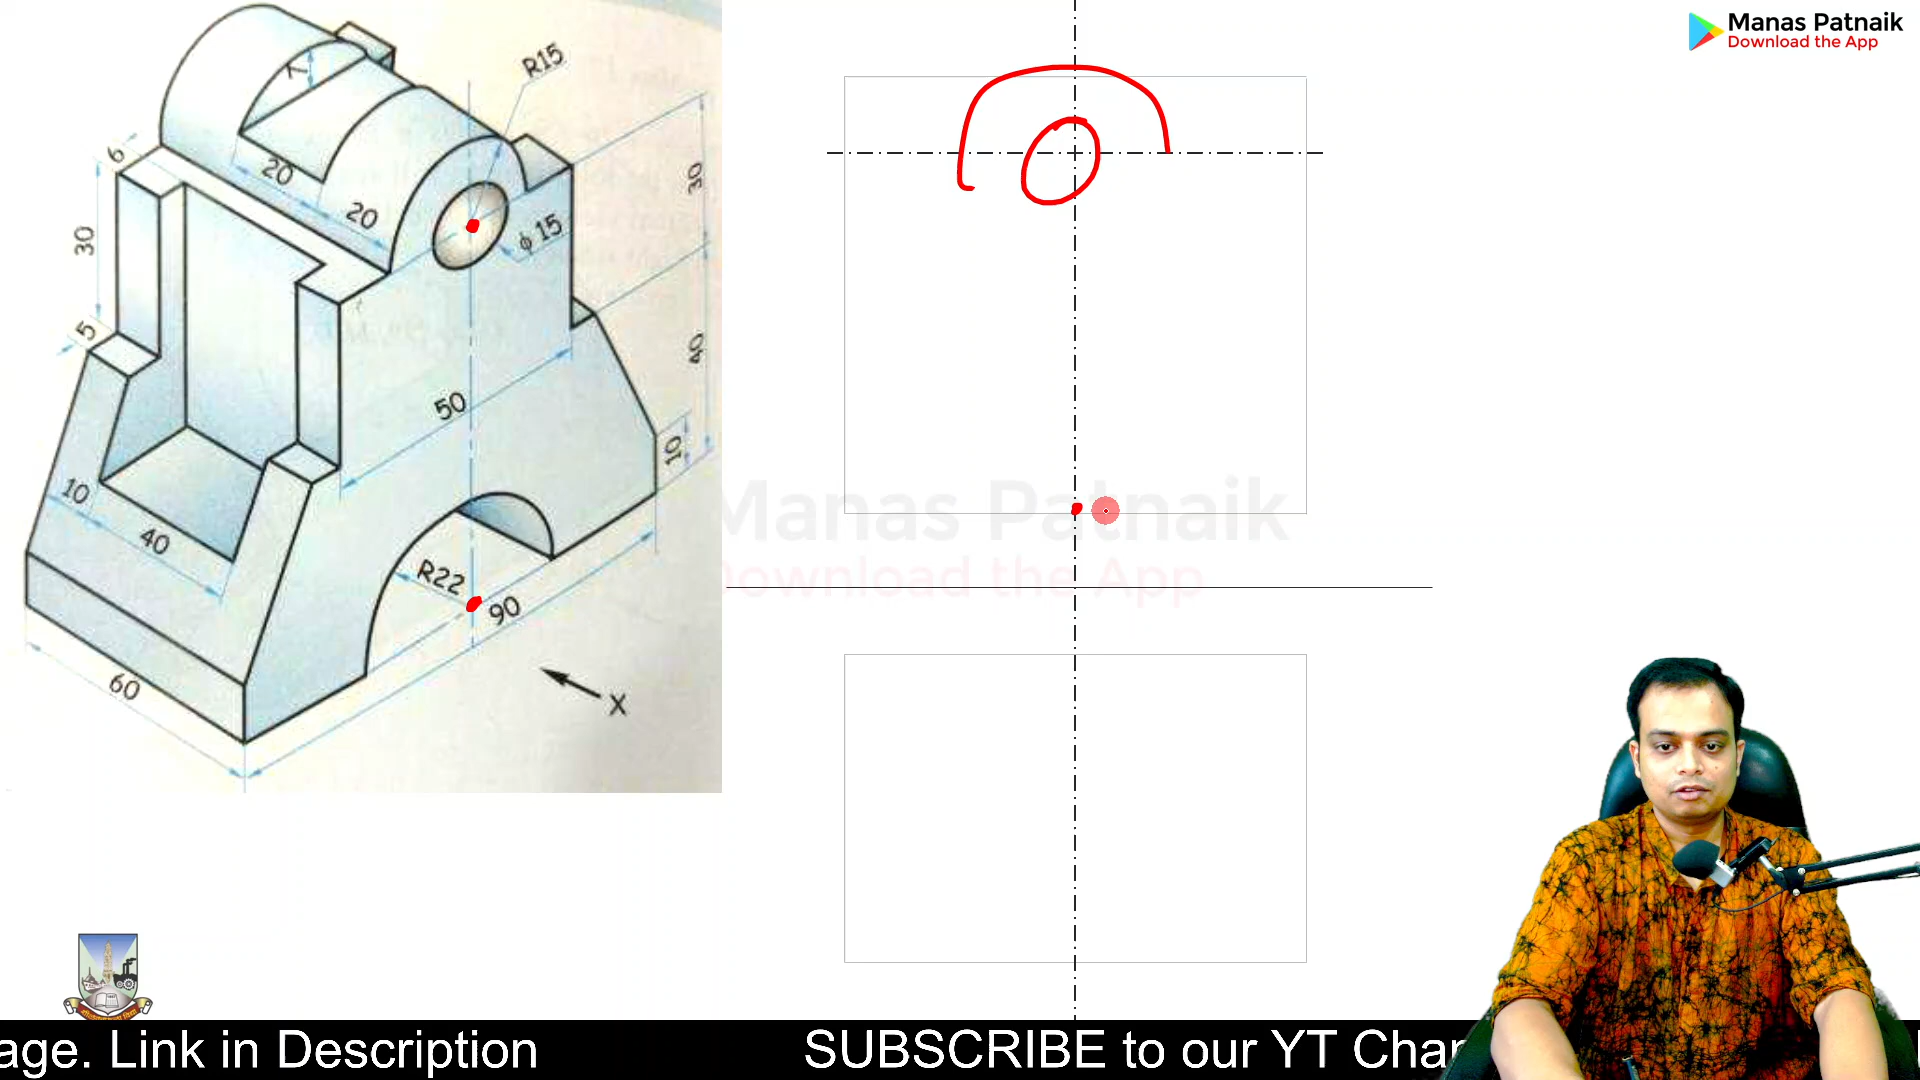 Manas Patnaik
Download the App
R15
7
6
20
20
30
30
φ 15
5
50
40
10
10
40
R22
90
60
X
Manas Patnaik
Download the App
age. Link in Description
SUBSCRIBE to our YT Char